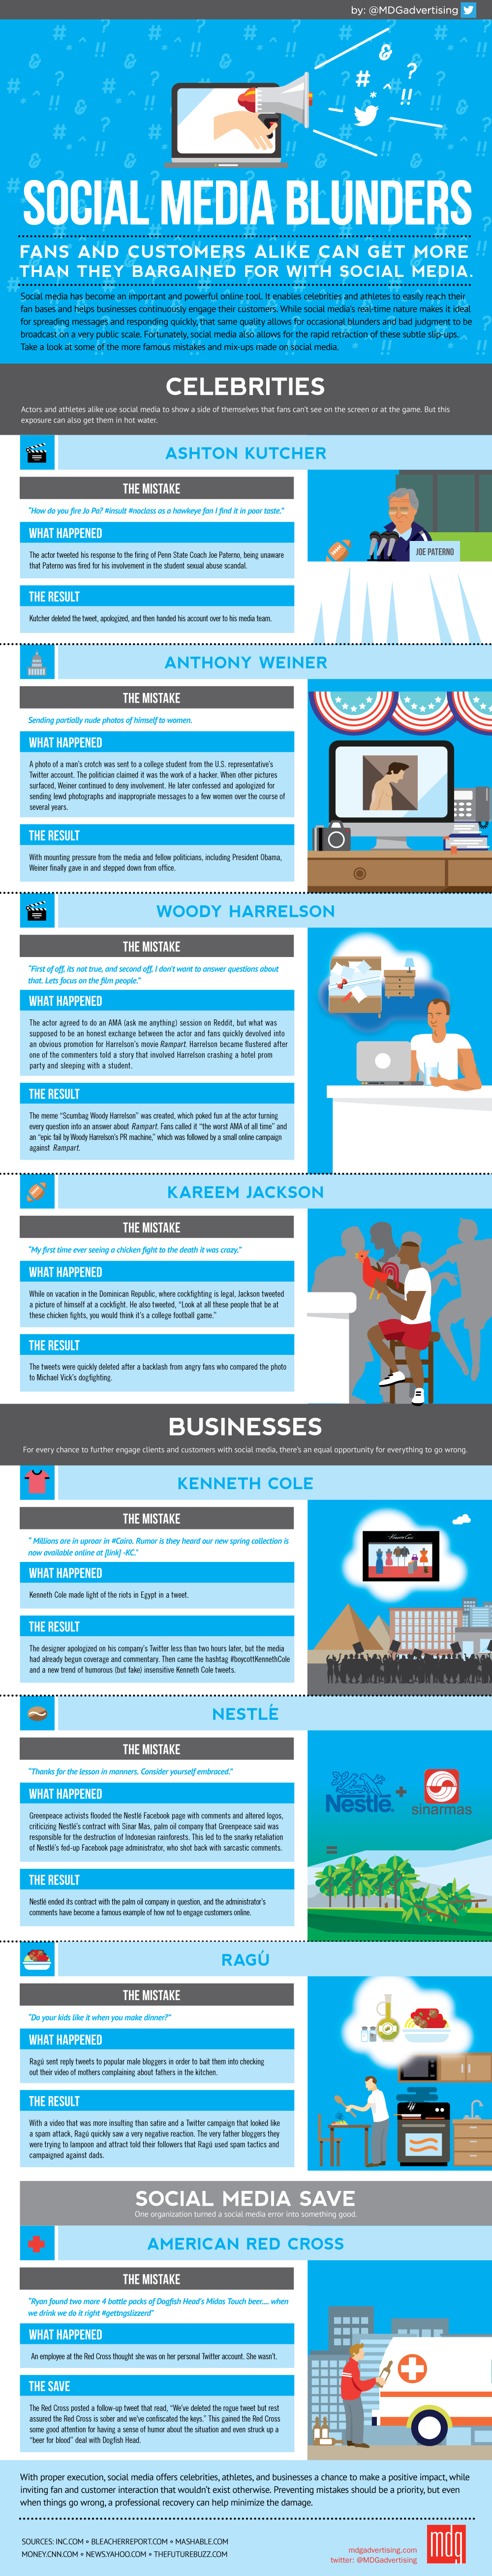 by: @MDGadvertising
SOCIAL MEDIA BLUNDERS
FANS AND CUSTOMERS ALIKE CAN GET MORE
THAN THEY BARGAINED FOR WITH SOCIAL MEDIA.
Social media has become an important and powerful online tool. It enables celebrities and athletes to easily reach their
fan bases and helps businesses continuously engage their customers. While social media's real-time nature makes it ideal
for spreading messages and responding quickly, that same quality allows for occasional blunders and bad judgment to be
broadcast on a very public scale. Fortunately, social media also allows for the rapid retraction of these subtle slip-ups.
Take a look at some of the more famous mistakes and mix-ups made on social media.
CELEBRITIES
Actors and athletes alike use social media to show a side of themselves that fans can't see on the screen or at the game. But this
exposure can also get them in hot water.
ASHTON KUTCHER
THE MISTAKE
"How do you fire Jo Pa? #insult #noclass as a hawkeye fan I find it in poor taste."
WHAT HAPPENED
The actor tweeted his response to the firing of Penn State Coach Joe Paterno, being unaware
that Paterno was fired for his involvement in the student sexual abuse scandal.
THE RESULT
Kutcher deleted the tweet, apologized, and then handed his account over to his media team.
JOE PATERNO
ANTHONY WEINER
THE MISTAKE
Sending partially nude photos of himself to women.
WHAT HAPPENED
A photo of a man's crotch was sent to a college student from the U.S. representative's
Twitter account. The politician claimed it was the work of a hacker. When other pictures
surfaced, Weiner continued to deny involvement. He later confessed and apologized for
sending lewd photographs and inappropriate messages to a few women over the course of
several years.
THE RESULT
With mounting pressure from the media and fellow politicians, including President Obama,
Weiner finally gave in and stepped down from office.
WOODY HARRELSON
THE MISTAKE
"First of off, its not true, and second off, I don't want to answer questions about
that. Lets focus on the film people."
WHAT HAPPENED
The actor agreed to do an AMA (ask me anything) session on Reddit, but what was
supposed to be an honest exchange between the actor and fans quickly devolved into
an obvious promotion for Harrelson's movie Rampart. Harrelson became flustered after
one of the commenters told a story that involved Harrelson crashing a hotel prom
party and sleeping with a student.
THE RESULT
The meme "Scumbag Woody Harrelson" was created, which poked fun at the actor turning
every question into an answer about Rampart. Fans called it "the worst AMA of all time" and
an "epic fail by Woody Harrelson's PR machine," which was followed by a small online campaign
against Rampart.
KAREEM JACKSON
THE MISTAKE
"My first time ever seeing a chicken fight to the death it was crazy."
WHAT HAPPENED
While on vacation in the Dominican Republic, where cockfighting is legal, Jackson tweeted
a picture of himself at a cockfight. He also tweeted, "Look at all these people that be at
these chicken fights, you would think it's a college football game."
THE RESULT
The tweets were quickly deleted after a backlash from angry fans who compared the photo
to Michael Vick's dogfighting.
BUSINESSES
For every chance to further engage clients and customers with social media, there's an equal opportunity for everything to go wrong.
KENNETH COLE
THE MISTAKE
" Millions are in uproar in #Cairo. Rumor is they heard our new spring collection is
now available online at [link] -KC."
WHAT HAPPENED
Kenneth Cole made light of the riots in Egypt in a tweet.
THE RESULT
The designer apologized on his company's Twitter less than two hours later, but the media
had already begun coverage and commentary. Then came the hashtag #boycottKennethCole
and a new trend of humorous (but fake) insensitive Kenneth Cole tweets.
Kenneth Cole
NESTLÉ
THE MISTAKE
"Thanks for the lesson in manners. Consider yourself embraced."
WHAT HAPPENED
Greenpeace activists flooded the Nestlé Facebook page with comments and altered logos,
criticizing Nestlé's contract with Sinar Mas, palm oil company that Greenpeace said was
responsible for the destruction of Indonesian rainforests. This led to the snarky retaliation
of Nestlé's fed-up Facebook page administrator, who shot back with sarcastic comments.
THE RESULT
Nestlé ended its contract with the palm oil company in question, and the administrator's
comments have become a famous example of how not to engage customers online.
Nestlé + sinarmas
=
RAGÚ
THE MISTAKE
"Do your kids like it when you make dinner?"
WHAT HAPPENED
Ragú sent reply tweets to popular male bloggers in order to bait them into checking
out their video of mothers complaining about fathers in the kitchen.
THE RESULT
With a video that was more insulting than satire and a Twitter campaign that looked like
a spam attack, Ragú quickly saw a very negative reaction. The very father bloggers they
were trying to lampoon and attract told their followers that Ragú used spam tactics and
campaigned against dads.
SOCIAL MEDIA SAVE
One organization turned a social media error into something good.
AMERICAN RED CROSS
THE MISTAKE
"Ryan found two more 4 bottle packs of Dogfish Head's Midas Touch beer.... when
we drink we do it right #gettngslizzerd"
WHAT HAPPENED
An employee at the Red Cross thought she was on her personal Twitter account. She wasn't.
THE SAVE
The Red Cross posted a follow-up tweet that read, "We've deleted the rogue tweet but rest
assured the Red Cross is sober and we've confiscated the keys." This gained the Red Cross
some good attention for having a sense of humor about the situation and even struck up a
"beer for blood" deal with Dogfish Head.
With proper execution, social media offers celebrities, athletes, and businesses a chance to make a positive impact, while
inviting fan and customer interaction that wouldn't exist otherwise. Preventing mistakes should be a priority, but even
when things go wrong, a professional recovery can help minimize the damage.
SOURCES: INC.COM • BLEACHERREPORT.COM • MASHABLE.COM
MONEY.CNN.COM • NEWS.YAHOO.COM • THEFUTUREBUZZ.COM
mdgadvertising.com
twitter: @MDGadvertising
mdg